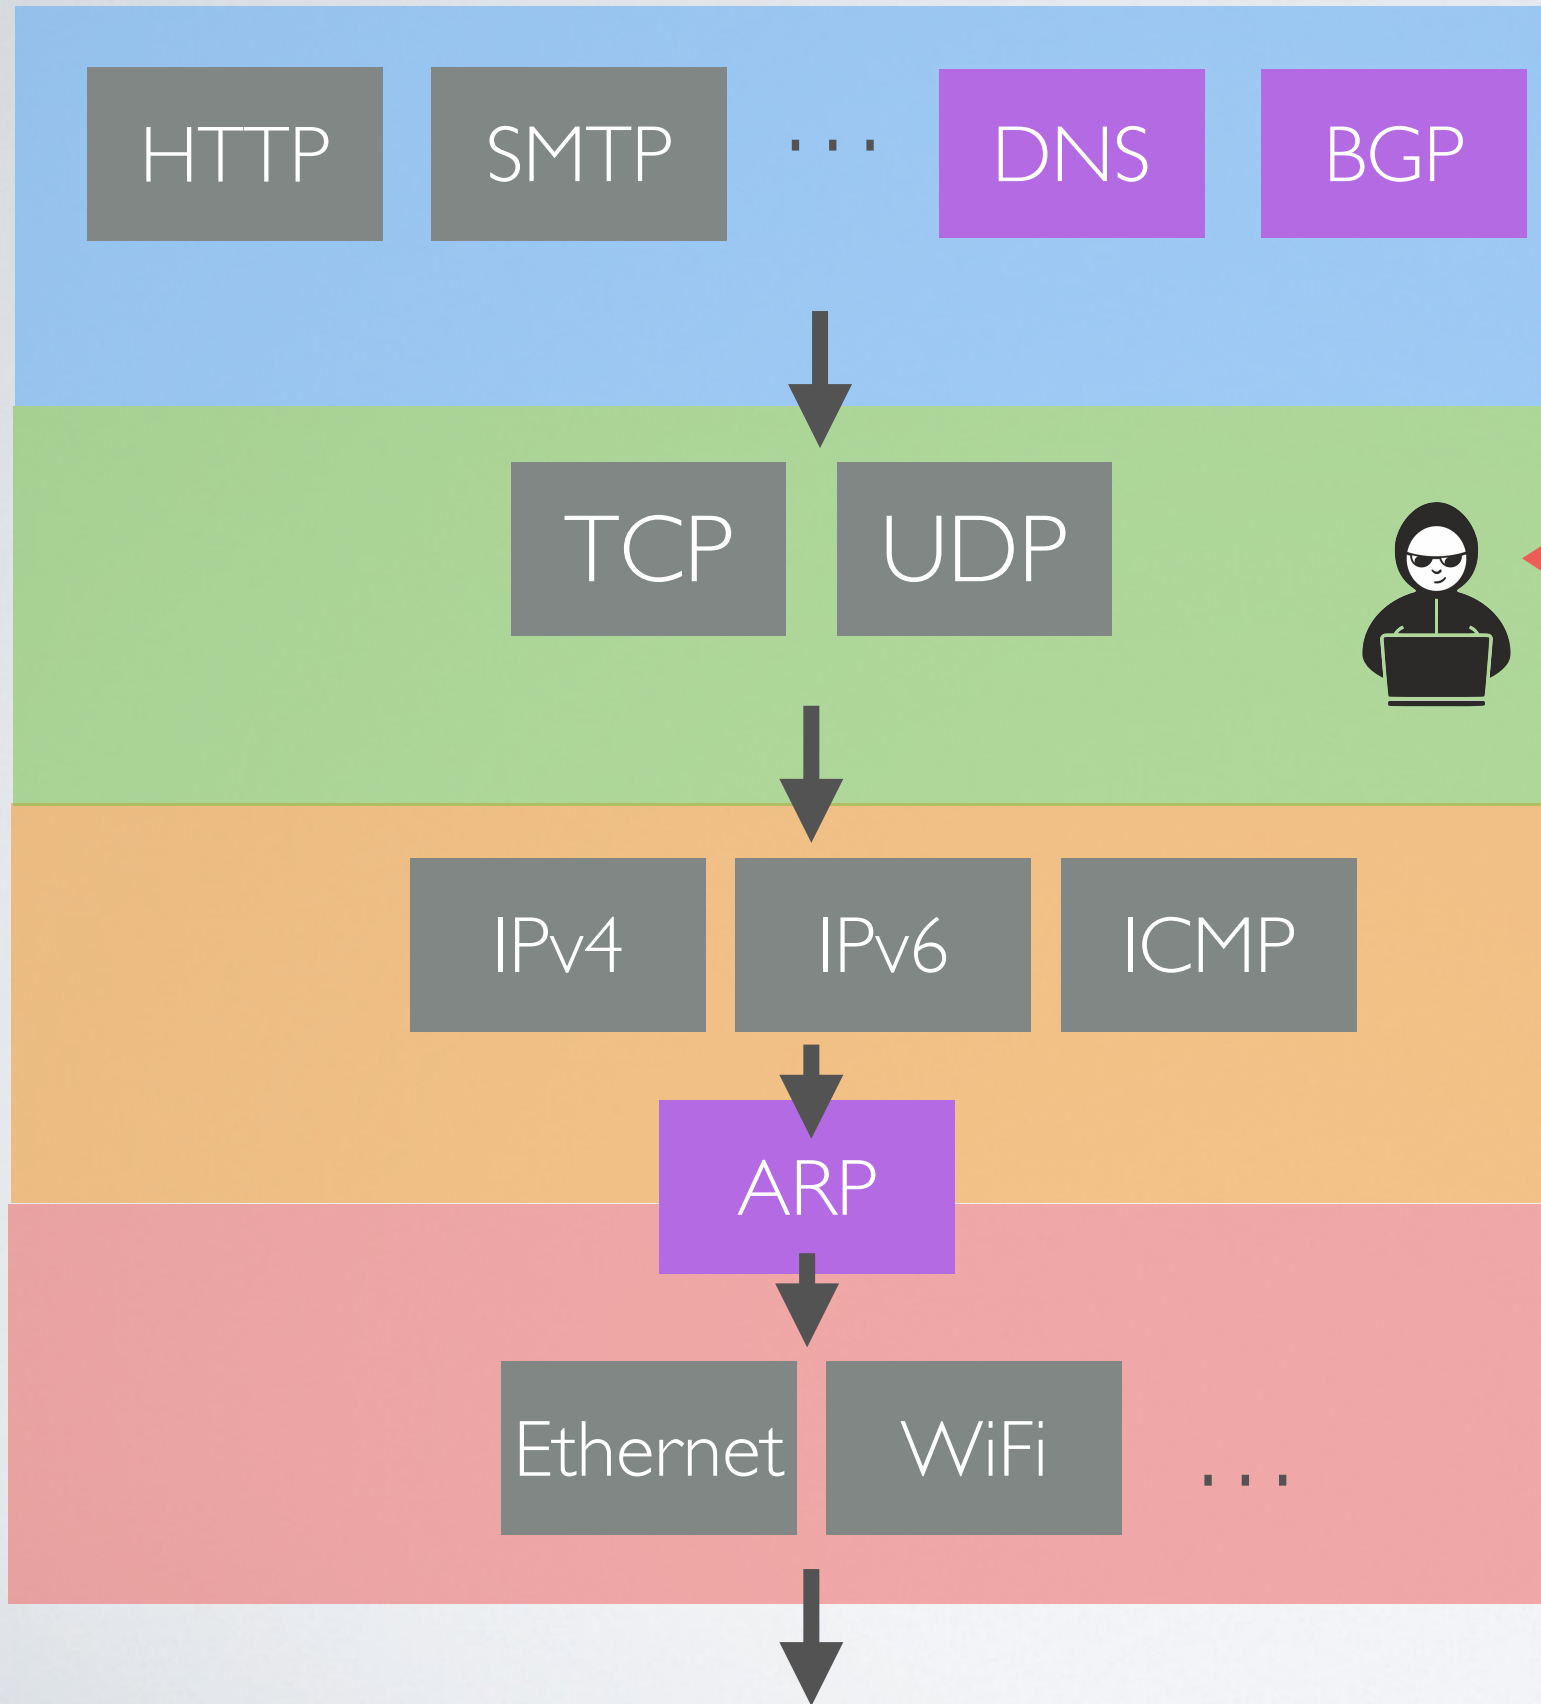 HTTP SMTP ... DNS BGP
TCP UDP
IPv4 IPv6 ICMP
ARP
Ethernet WiFi ...